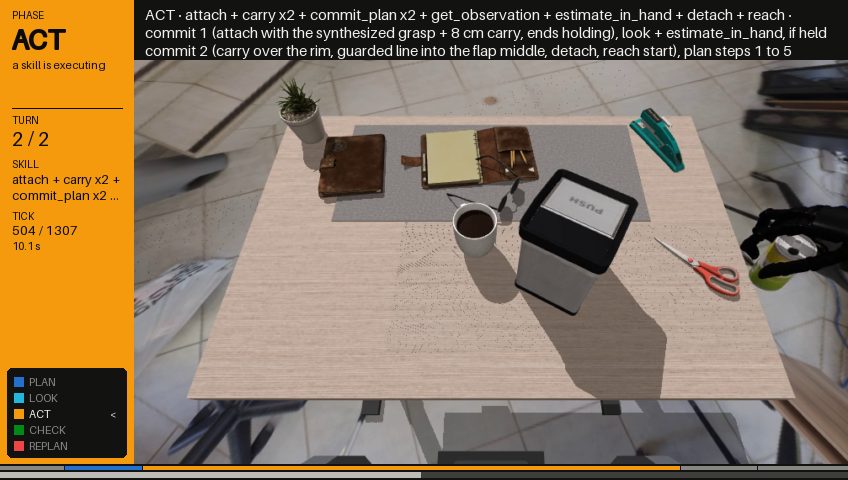 PHASE
ACT
a skill is executing
TURN
2 / 2
SKILL
attach + carry x2 +
commit_plan x2 ...
TICK
504 / 1307
10.1s
PLAN
LOOK
ACT <
CHECK
REPLAN
ACT · attach + carry x2 + commit_plan x2 + get_observation + estimate_in_hand + detach + reach ·
commit 1 (attach with the synthesized grasp + 8 cm carry, ends holding), look + estimate_in_hand, if held
commit 2 (carry over the rim, guarded line into the flap middle, detach, reach start), plan steps 1 to 5
PUSH